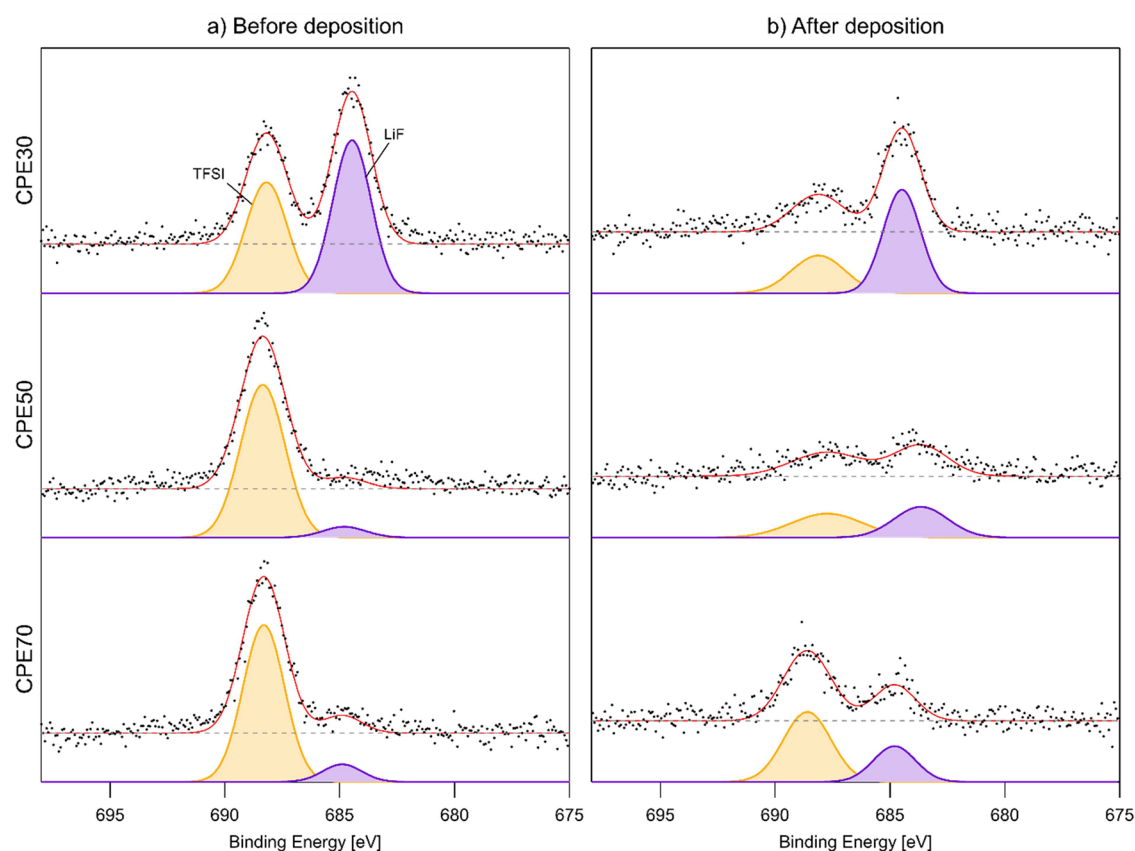 a) Before deposition
b) After deposition
CPE30
TFSI
LiF
CPE50
CPE70
695 690 685 680 675
695 690 685 680 675
Binding Energy [eV]
Binding Energy [eV]